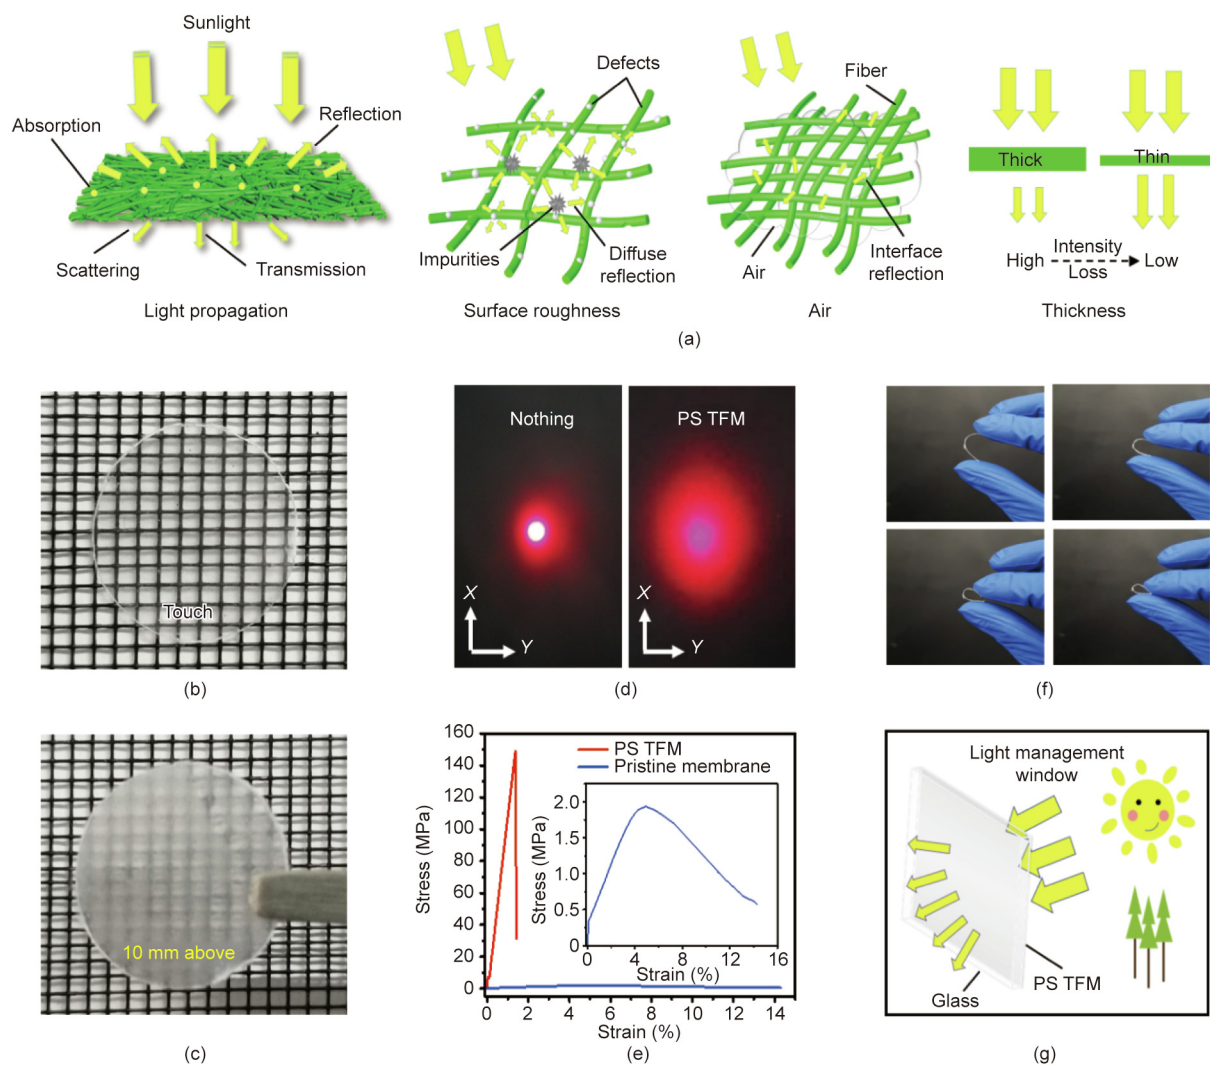 Sunlight
Absorption
Reflection
Scattering
Transmission
Light propagation
Defects
Impurities
Diffuse
reflection
Surface roughness
Fiber
Air
Interface
reflection
Air
Thick
Thin
High
Intensity
Loss
Low
Thickness
(a)
Touch
(b)
Nothing
X
Y
PS TFM
X
Y
(d)
(f)
10 mm above
(c)
160
140
120
100
80
60
40
20
0
Stress (MPa)
PS TFM
Pristine membrane
2.0
1.5
1.0
0.5
0
Stress (MPa)
0 4 8 12 16
Strain (%)
0 2 4 6 8 10 12 14
Strain (%)
(e)
Light management
window
Glass
PS TFM
(g)